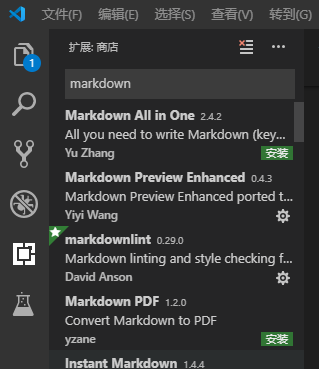 文件(F) 编辑(E) 选择(S) 查看(V) 转到(G)
扩展: 商店
1
markdown
Markdown All in One 2.4.2
All you need to write Markdown (key...
Yu Zhang 安装
Markdown Preview Enhanced 0.4.3
Markdown Preview Enhanced ported t...
Yiyi Wang
markdownlint 0.29.0
Markdown linting and style checking f...
David Anson
Markdown PDF 1.2.0
Convert Markdown to PDF
yzane 安装
Instant Markdown 1.4.4